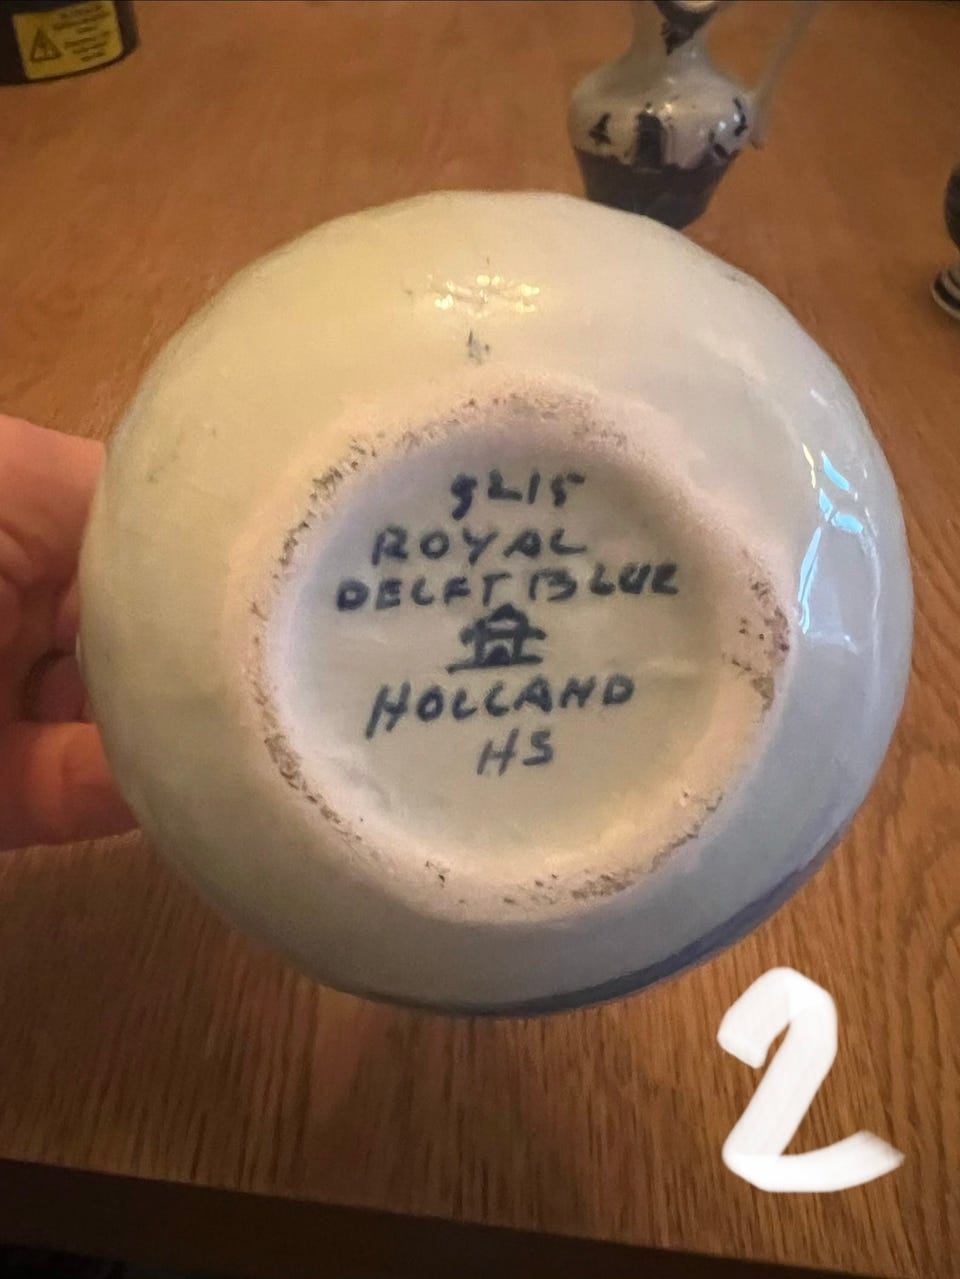 9215
ROYAL
DELFT BLUE
HOLLAND
HS
2